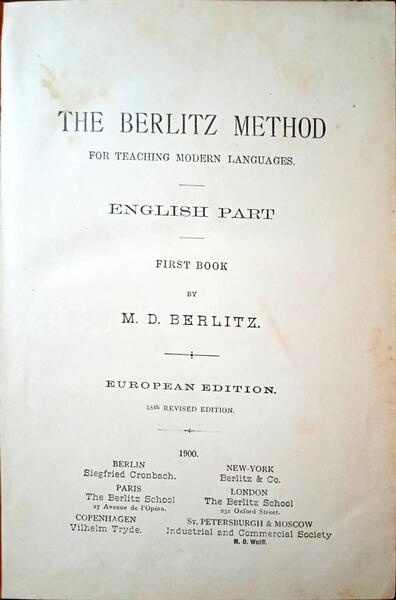 THE BERLITZ METHOD
FOR TEACHING MODERN LANGUAGES.
ENGLISH PART
FIRST BOOK
BY
M. D. BERLITZ.
EUROPEAN EDITION.
18th REVISED EDITION.
1900.
BERLIN
Siegfried Cronbach.
NEW-YORK
Berlitz & Co.
PARIS
The Berlitz School
27 Avenue de l'Opéra.
LONDON
The Berlitz School
231 Oxford Street.
COPENHAGEN
Vilhelm Tryde.
ST. PETERSBURGH & MOSCOW
Industrial and Commercial Society
M. O. Wolff.